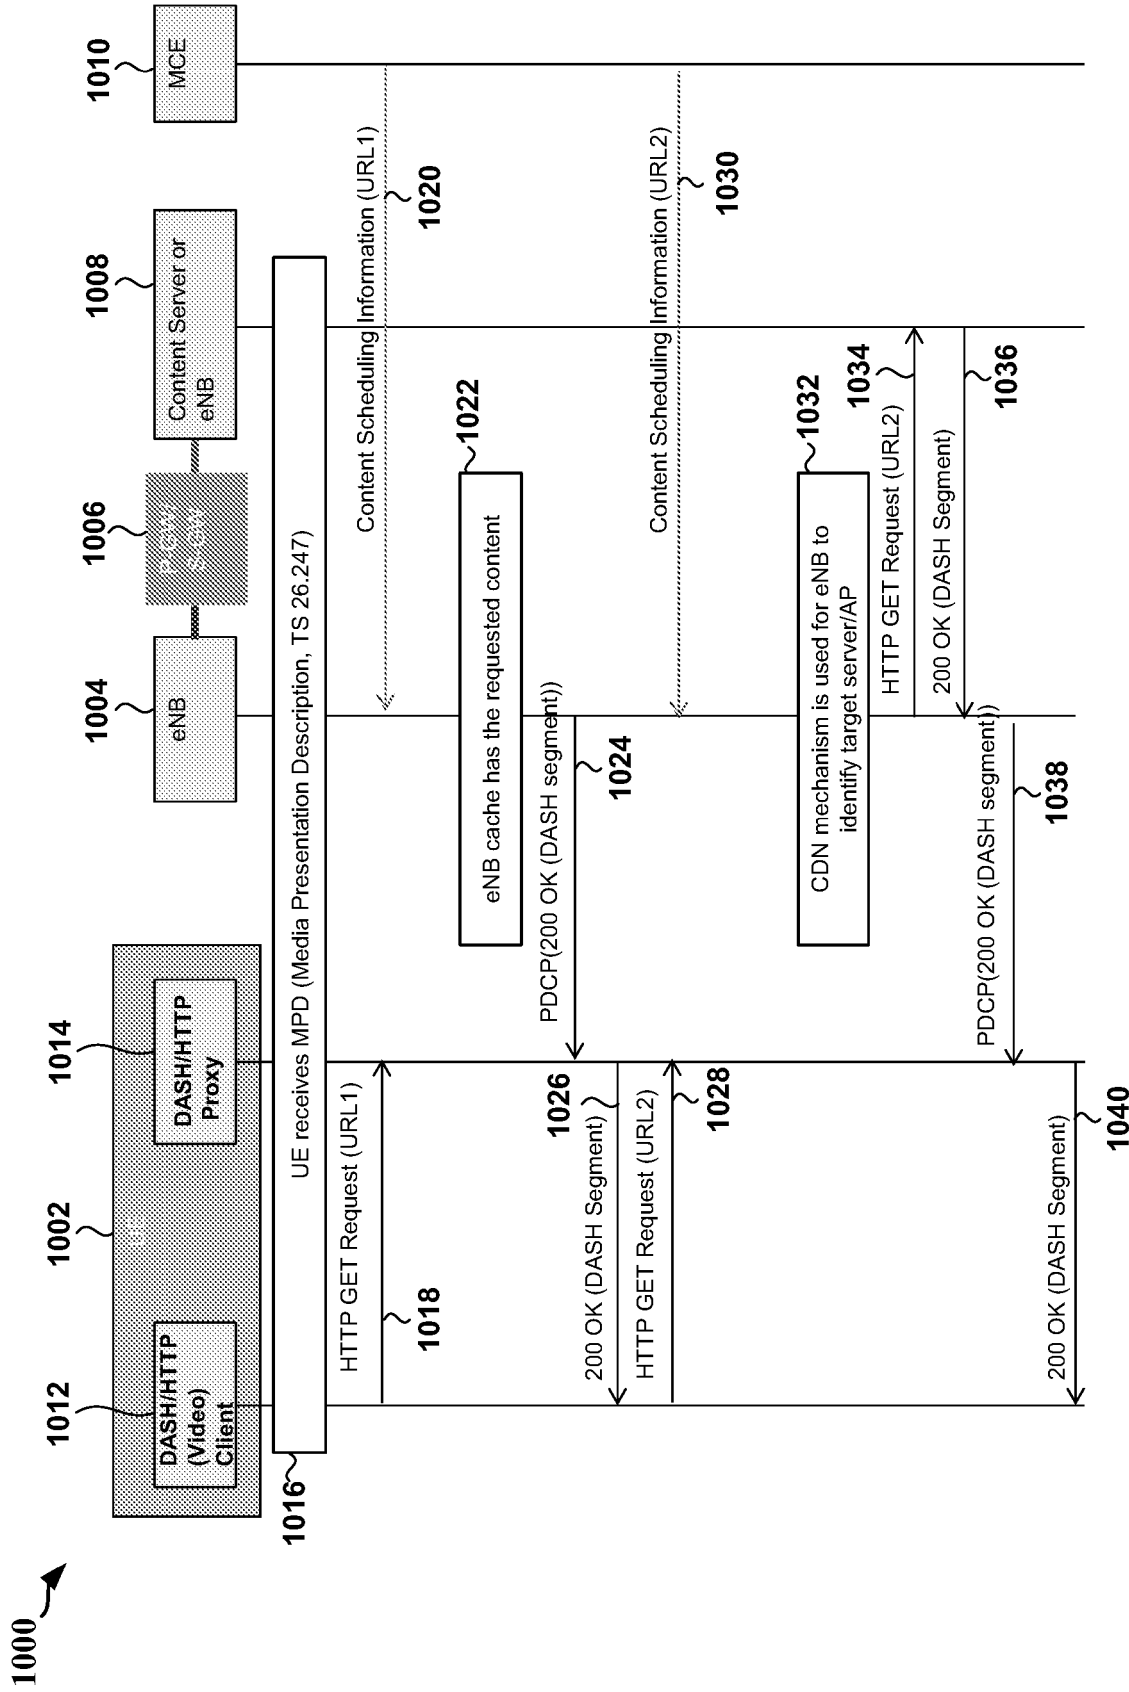 1000
1002
1004
1006
1008
1010
1012
1014
DASH/HTTP
(Video)
Client
DASH/HTTP
Proxy
eNB
Content Server or
eNB
MCE
1016
UE receives MPD (Media Presentation Description, TS 26.247)
HTTP GET Request (URL1)
1018
Content Scheduling Information (URL1)
1020
eNB cache has the requested content
1022
PDCP(200 OK (DASH segment))
1024
200 OK (DASH Segment)
1026
HTTP GET Request (URL2)
1028
Content Scheduling Information (URL2)
1030
CDN mechanism is used for eNB to
identify target server/AP
1032
HTTP GET Request (URL2)
1034
200 OK (DASH Segment)
1036
PDCP(200 OK (DASH segment))
1038
200 OK (DASH Segment)
1040